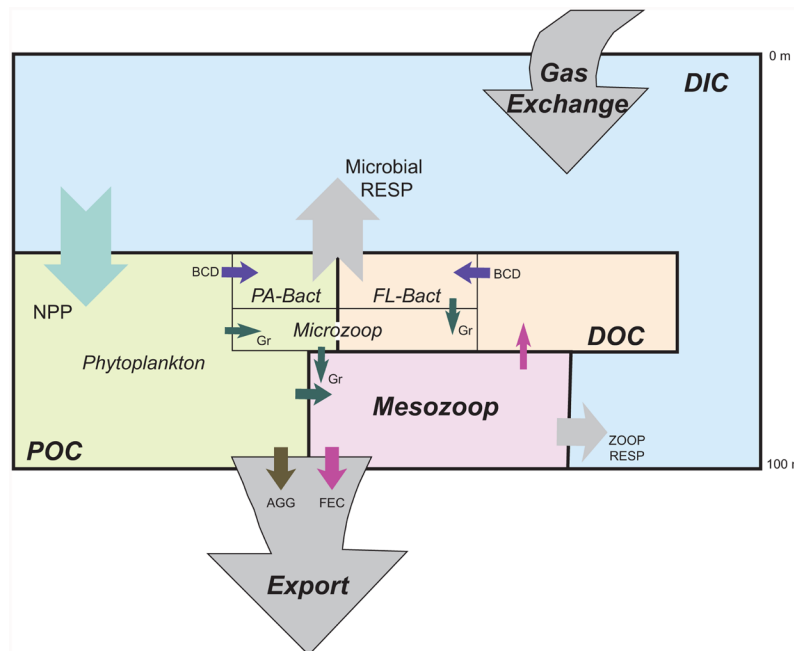 0 m
Gas
Exchange
DIC
Microbial
RESP
BCD
BCD
PA-Bact
FL-Bact
NPP
Gr
Microzoop
Gr
DOC
Phytoplankton
Gr
Mesozoop
POC
ZOOP
RESP
100 m
AGG
FEC
Export